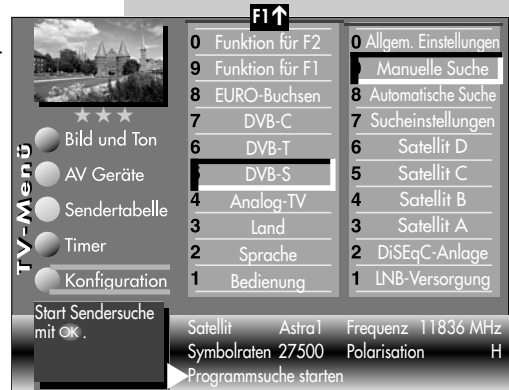 F1↑
TV-Menü
Bild und Ton
AV Geräte
Sendertabelle
Timer
Konfiguration
0 Funktion für F2
9 Funktion für F1
8 EURO-Buchsen
7 DVB-C
6 DVB-T
DVB-S
4 Analog-TV
3 Land
2 Sprache
1 Bedienung
0 Allgem. Einstellungen
Manuelle Suche
8 Automatische Suche
7 Sucheinstellungen
6 Satellit D
5 Satellit C
4 Satellit B
3 Satellit A
2 DiSEqC-Anlage
1 LNB-Versorgung
Start Sendersuche
mit OK .
Satellit Astra1 Frequenz 11836 MHz
Symbolraten 27500 Polarisation H
Programmsuche starten